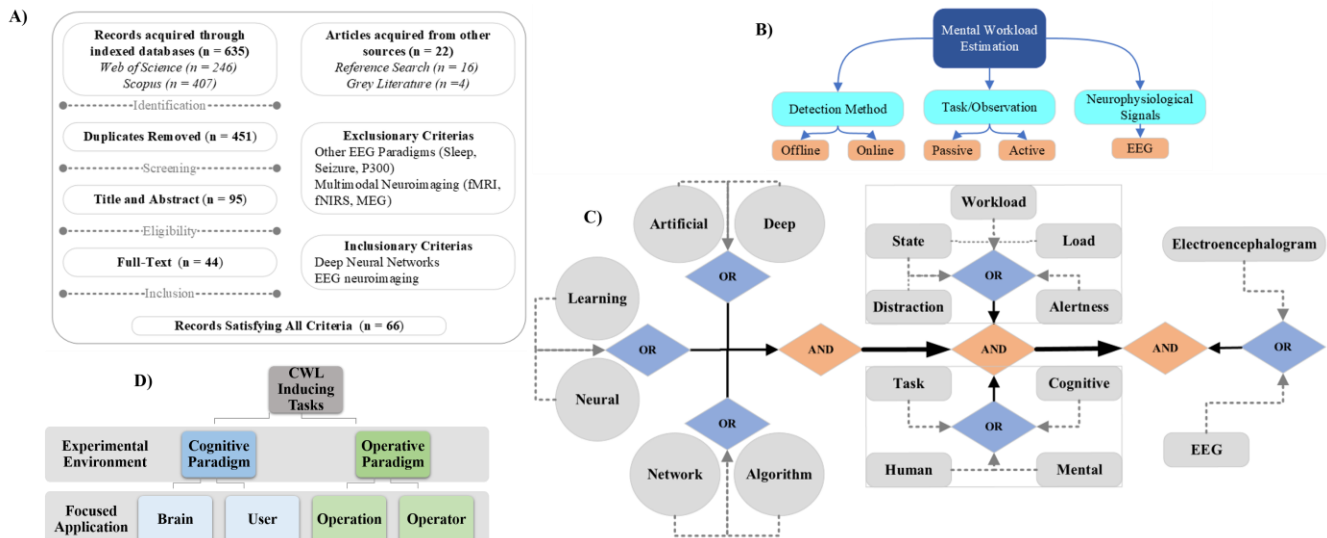 A)
Records acquired through
indexed databases (n = 635)
Web of Science (n = 246)
Scopus (n = 407)
Articles acquired from other
sources (n = 22)
Reference Search (n = 16)
Grey Literature (n =4)
Identification
Duplicates Removed (n = 451)
Screening
Title and Abstract (n = 95)
Eligibility
Full-Text (n = 44)
Inclusion
Exclusionary Criterias
Other EEG Paradigms (Sleep,
Seizure, P300)
Multimodal Neuroimaging (fMRI,
fNIRS, MEG)
Inclusionary Criterias
Deep Neural Networks
EEG neuroimaging
Records Satisfying All Criteria (n = 66)
B)
Mental Workload
Estimation
Detection Method
Task/Observation
Neurophysiological
Signals
Offline
Online
Passive
Active
EEG
C)
Artificial
Deep
OR
Learning
OR
Neural
OR
Network
Algorithm
AND
Workload
State
Load
OR
Distraction
Alertness
AND
Task
Cognitive
OR
Human
Mental
AND
Electroencephalogram
OR
EEG
D)
CWL
Inducing
Tasks
Experimental
Environment
Cognitive
Paradigm
Operative
Paradigm
Focused
Application
Brain
User
Operation
Operator